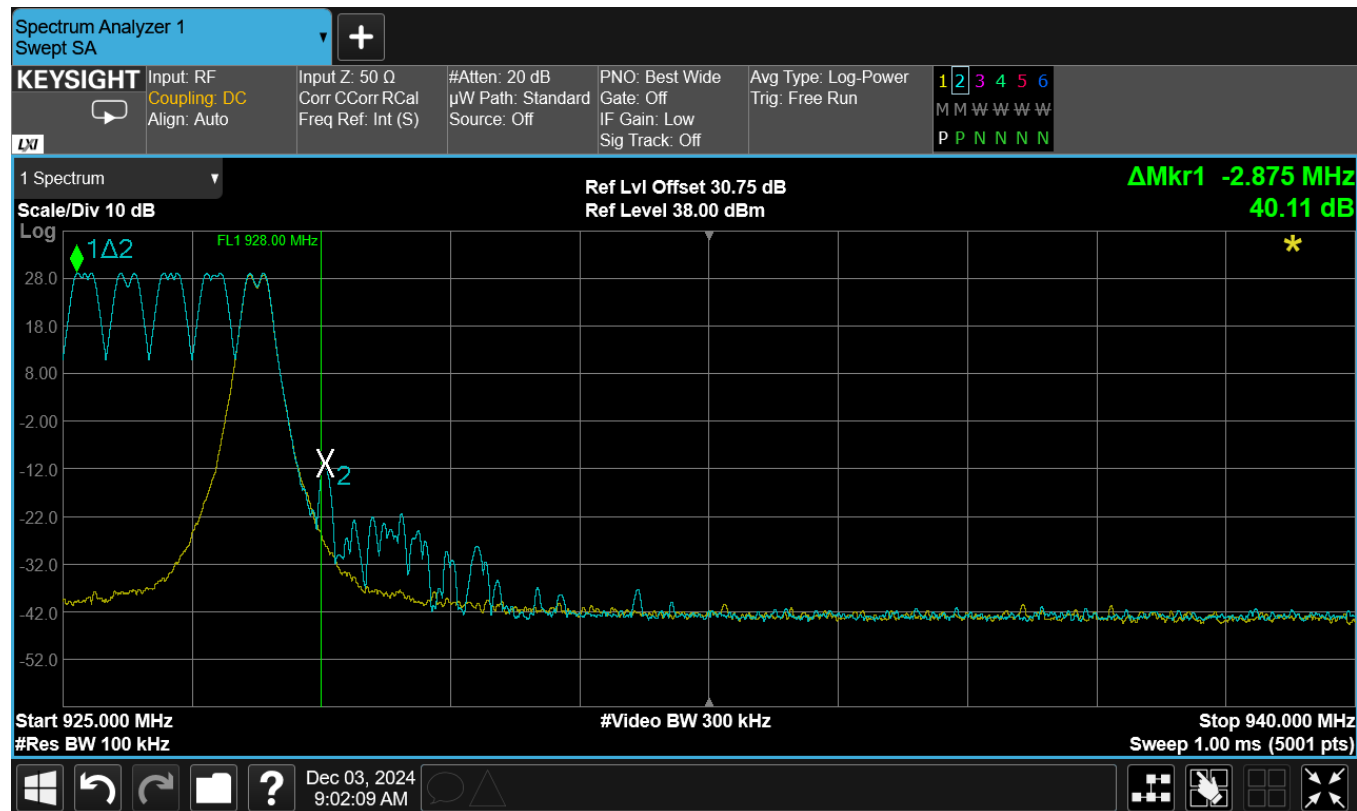 Spectrum Analyzer 1
Swept SA
KEYSIGHT
LXI
Input: RF
Coupling: DC
Align: Auto
Input Z: 50 Ω
Corr CCorr RCal
Freq Ref: Int (S)
#Atten: 20 dB
µW Path: Standard
Source: Off
PNO: Best Wide
Gate: Off
IF Gain: Low
Sig Track: Off
Avg Type: Log-Power
Trig: Free Run
1 2 3 4 5 6
M M W W W W
P P N N N N
1 Spectrum
Ref Lvl Offset 30.75 dB
ΔMkr1 -2.875 MHz
Scale/Div 10 dB
Ref Level 38.00 dBm
40.11 dB
Log
1Δ2
FL1 928.00 MHz
*
28.0
18.0
8.00
-2.00
-12.0
X 2
-22.0
-32.0
-42.0
-52.0
Start 925.000 MHz
#Video BW 300 kHz
Stop 940.000 MHz
#Res BW 100 kHz
Sweep 1.00 ms (5001 pts)
?
Dec 03, 2024
9:02:09 AM